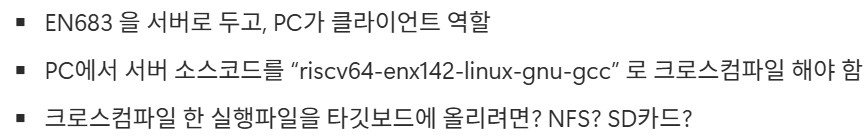 ▪ EN683 을 서버로 두고, PC가 클라이언트 역할
▪ PC에서 서버 소스코드를 “riscv64-enx142-linux-gnu-gcc” 로 크로스컴파일 해야 함
▪ 크로스컴파일 한 실행파일을 타깃보드에 올리려면? NFS? SD카드?